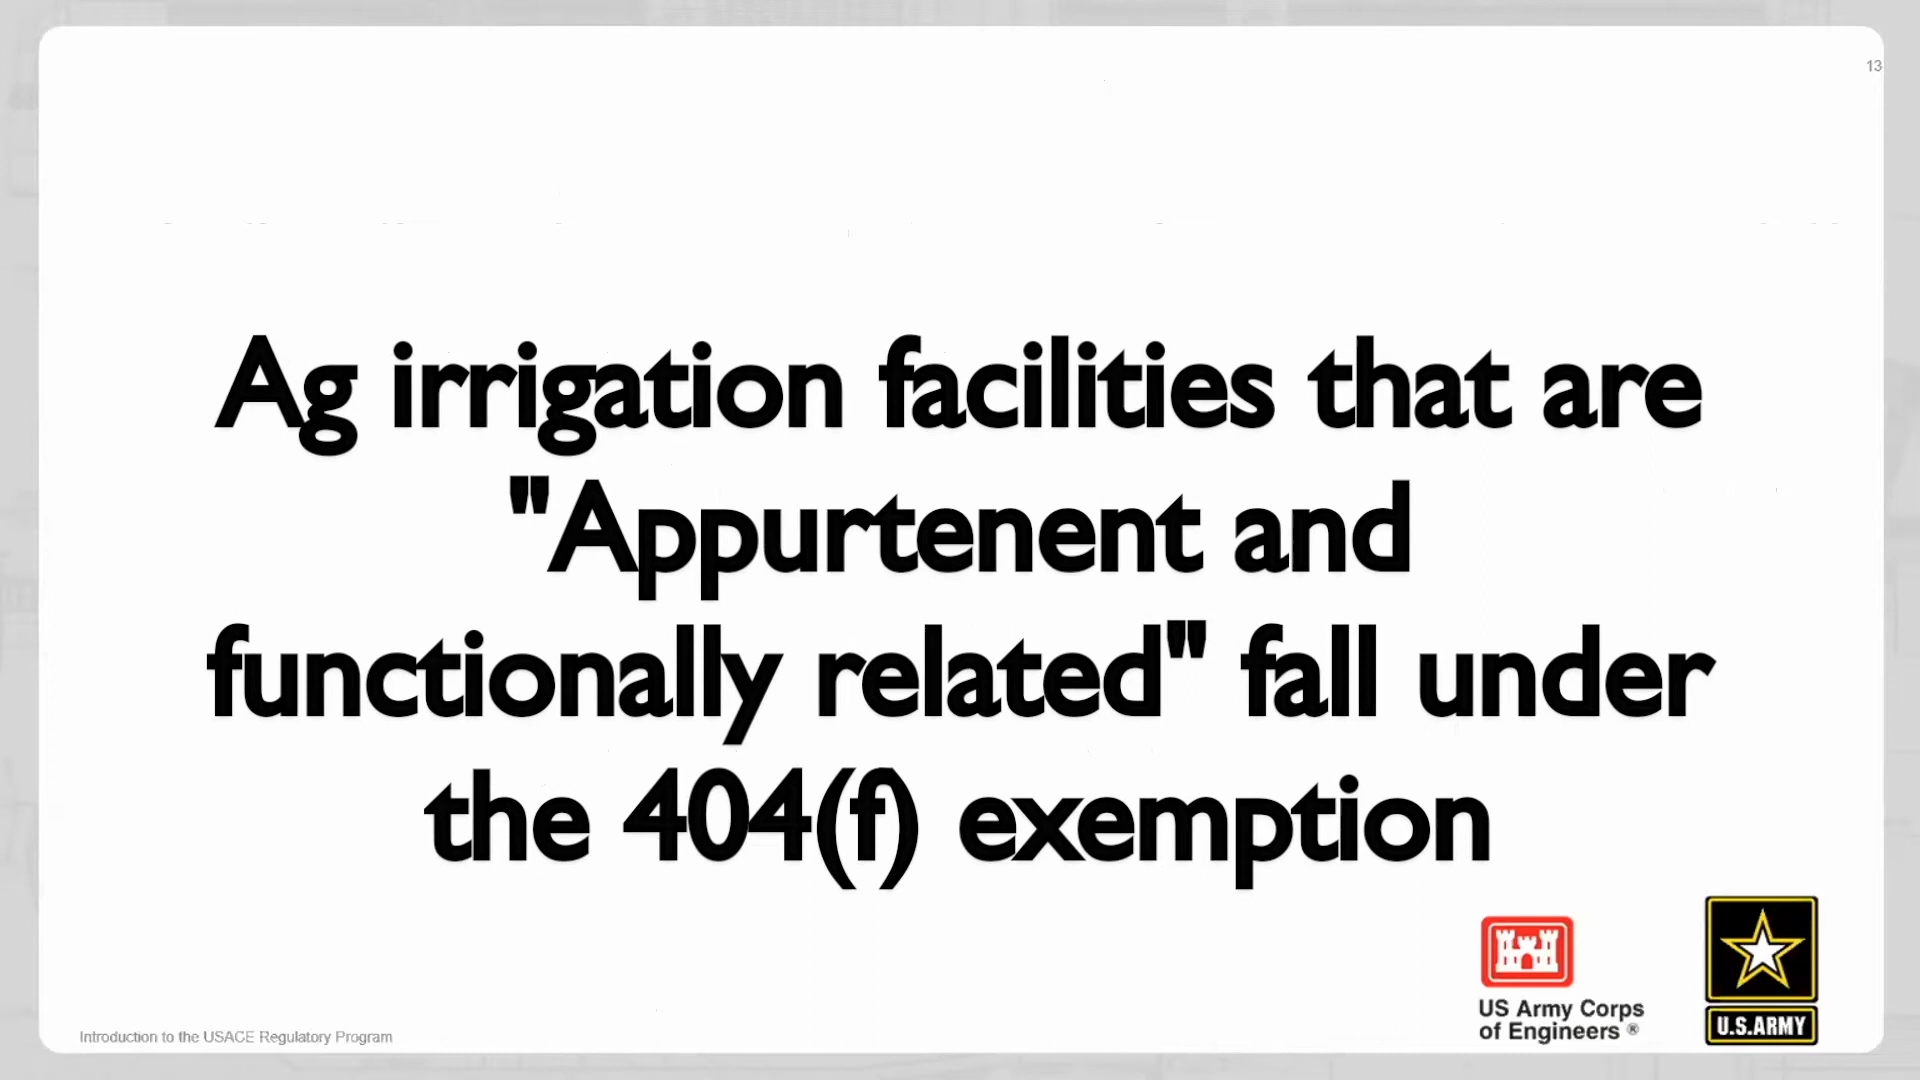 13
Ag irrigation facilities that are
"Appurtenent and
functionally related" fall under
the 404(f) exemption
US Army Corps
of Engineers ®
U.S.ARMY
Introduction to the USACE Regulatory Program